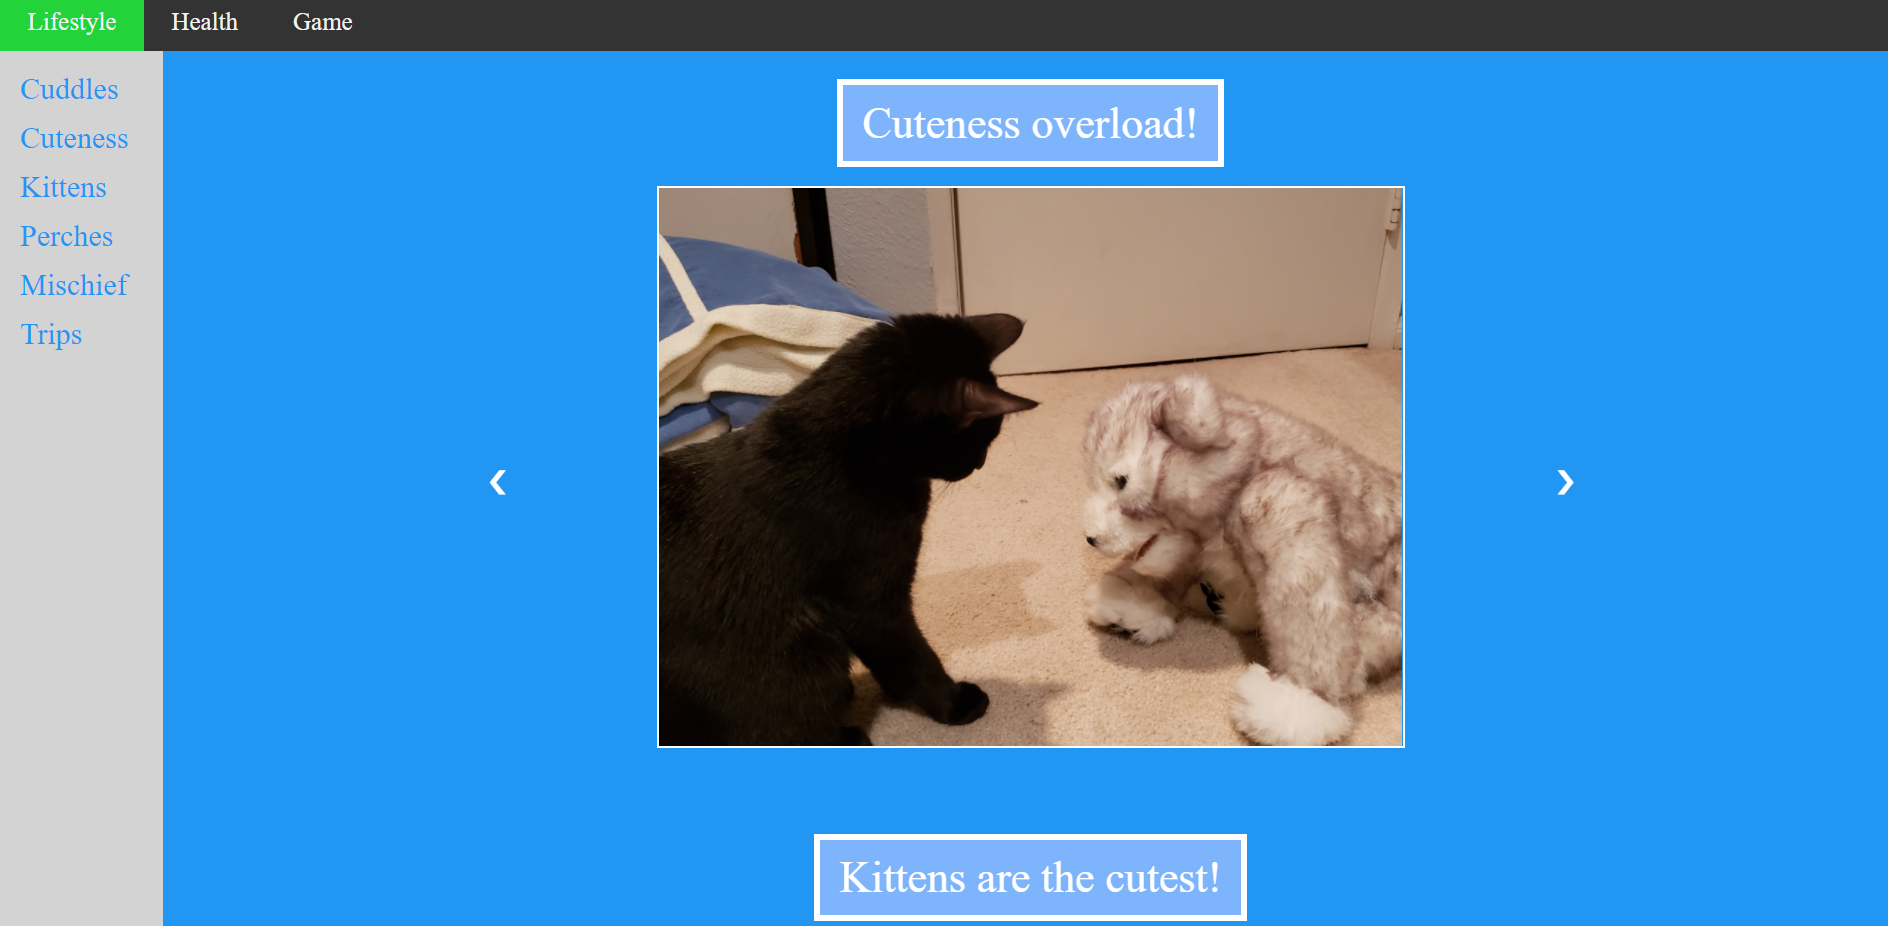 Lifestyle Health Game
Cuddles
Cuteness
Kittens
Perches
Mischief
Trips
Cuteness overload!
❮ ❯
Kittens are the cutest!